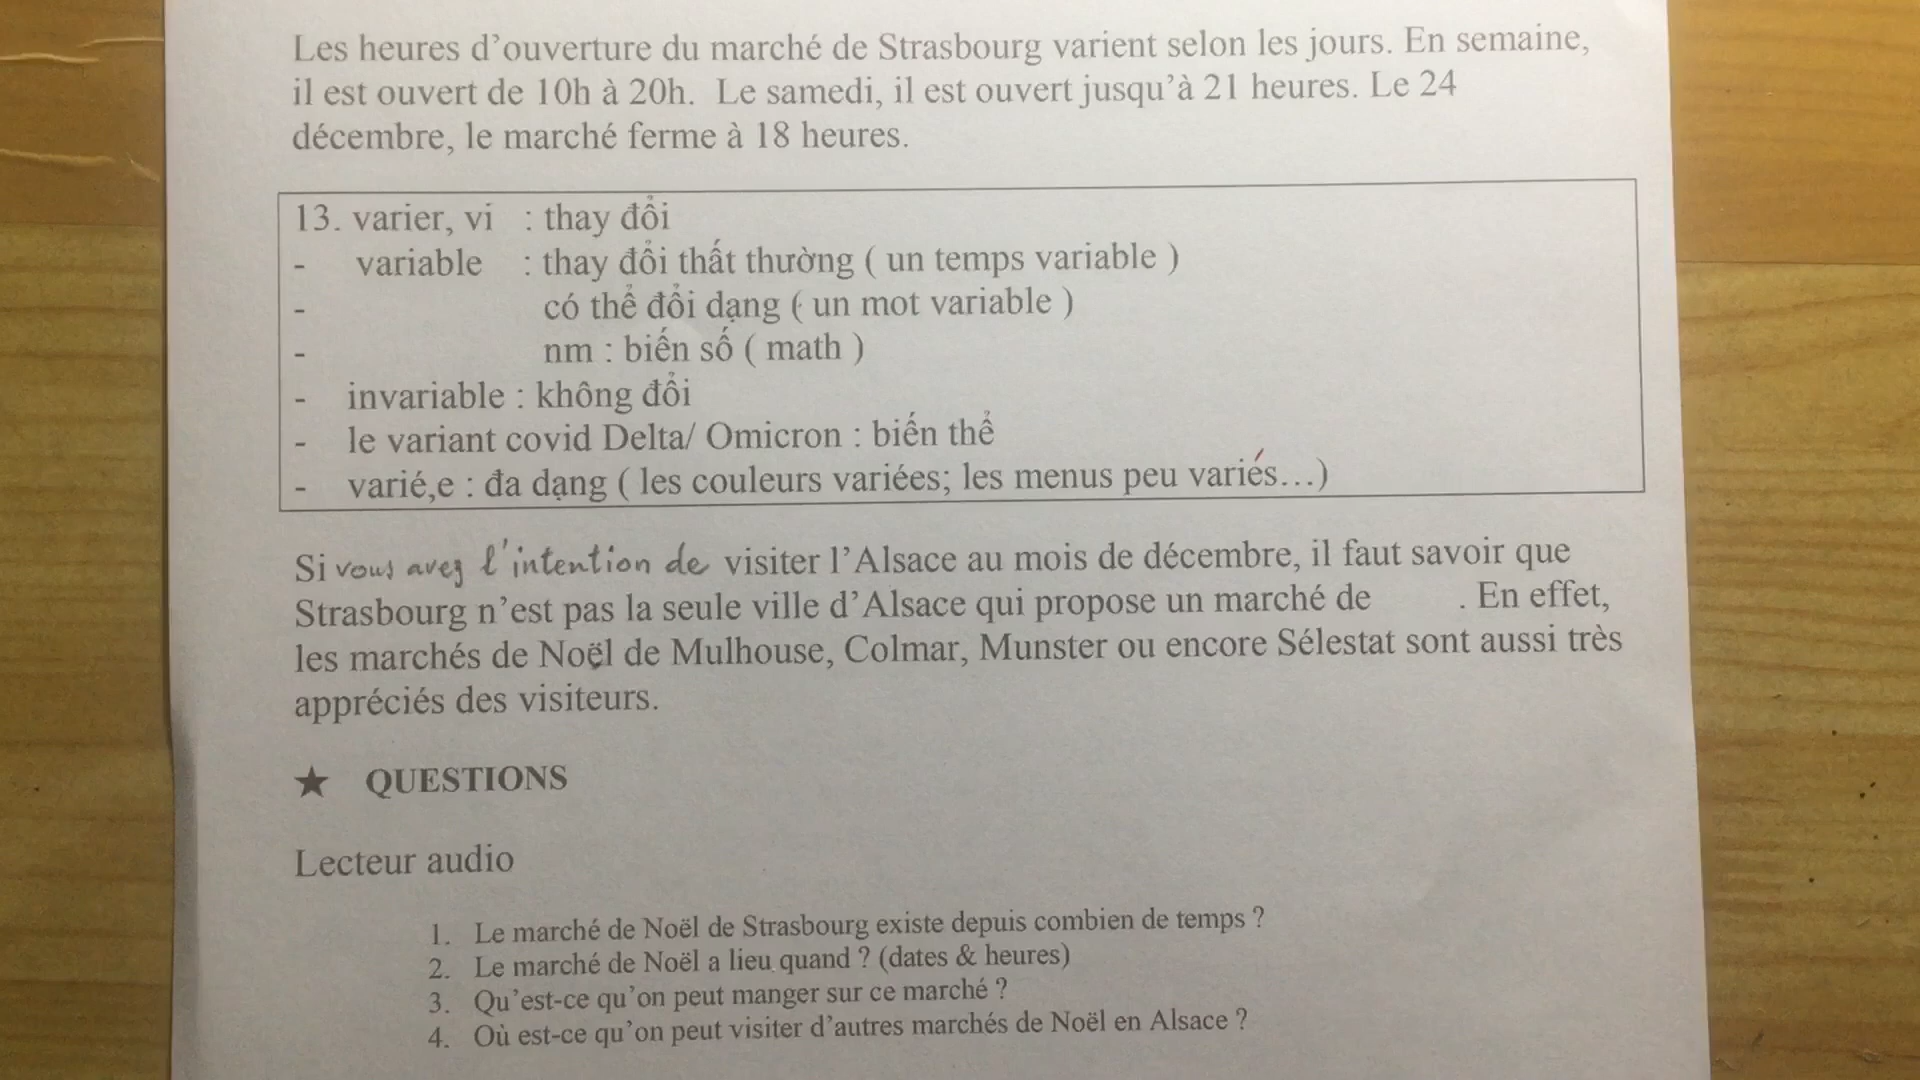 Les heures d'ouverture du marché de Strasbourg varient selon les jours. En semaine,
il est ouvert de 10h à 20h. Le samedi, il est ouvert jusqu'à 21 heures. Le 24
décembre, le marché ferme à 18 heures.
13. varier, vi : thay đổi
- variable : thay đổi thất thường ( un temps variable )
- có thể đổi dạng ( un mot variable )
- nm : biến số ( math )
- invariable : không đổi
- le variant covid Delta/ Omicron : biến thể
- varié,e : đa dạng ( les couleurs variées; les menus peu variés...)
Si vous avez l'intention de visiter l'Alsace au mois de décembre, il faut savoir que
Strasbourg n'est pas la seule ville d'Alsace qui propose un marché de . En effet,
les marchés de Noël de Mulhouse, Colmar, Munster ou encore Sélestat sont aussi très
appréciés des visiteurs.
★ QUESTIONS
Lecteur audio
1. Le marché de Noël de Strasbourg existe depuis combien de temps ?
2. Le marché de Noël a lieu quand ? (dates & heures)
3. Qu'est-ce qu'on peut manger sur ce marché ?
4. Où est-ce qu'on peut visiter d'autres marchés de Noël en Alsace ?